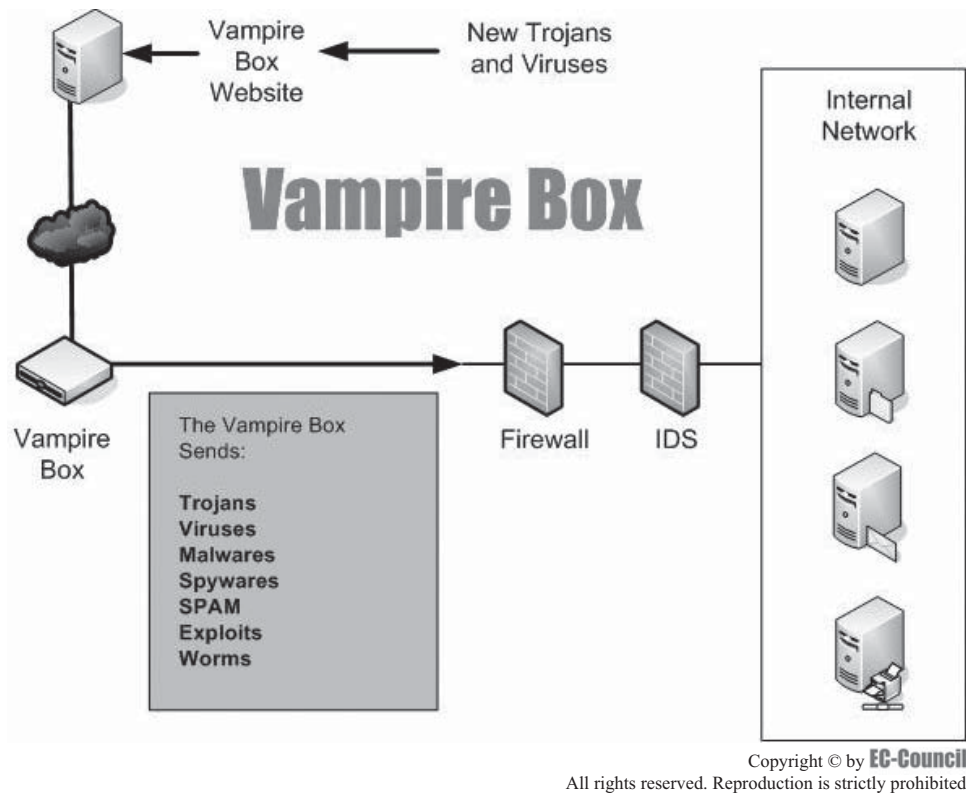 Vampire
Box
Website
New Trojans
and Viruses
Internal
Network
Vampire Box
Vampire
Box
The Vampire Box
Sends:
Trojans
Viruses
Malwares
Spywares
SPAM
Exploits
Worms
Firewall
IDS
Copyright © by EC-Council
All rights reserved. Reproduction is strictly prohibited